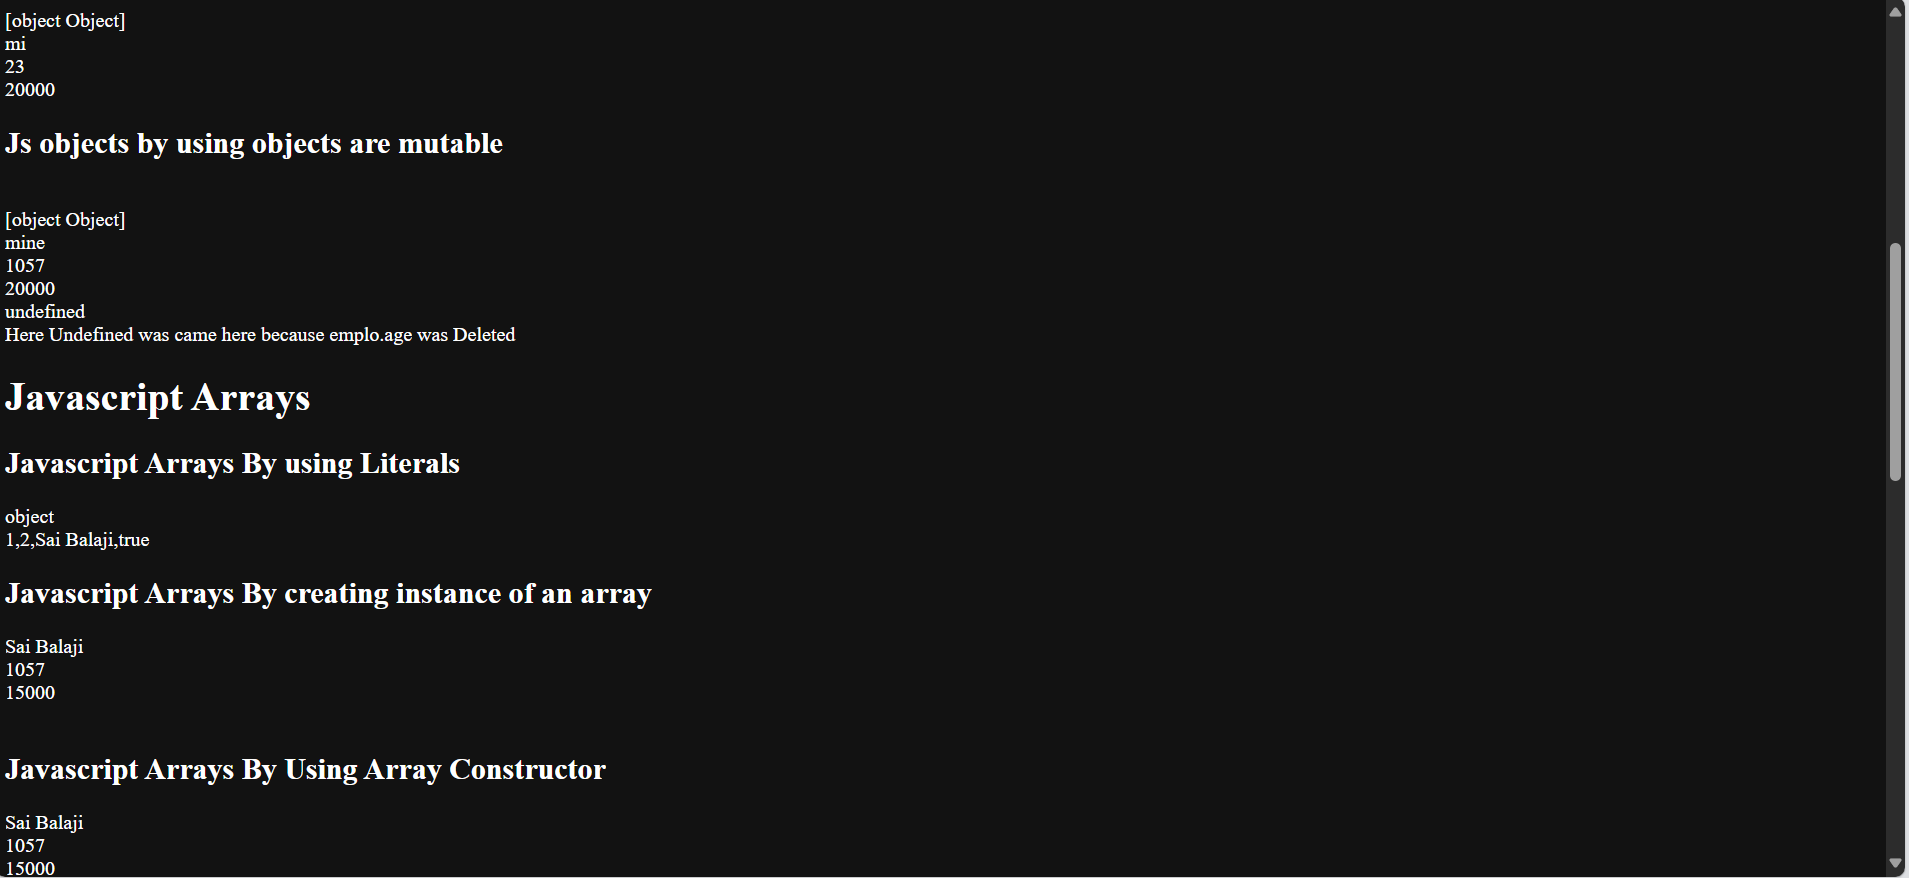 [object Object]
mi
23
20000
Js objects by using objects are mutable
[object Object]
mine
1057
20000
undefined
Here Undefined was came here because emplo.age was Deleted
Javascript Arrays
Javascript Arrays By using Literals
object
1,2,Sai Balaji,true
Javascript Arrays By creating instance of an array
Sai Balaji
1057
15000
Javascript Arrays By Using Array Constructor
Sai Balaji
1057
15000